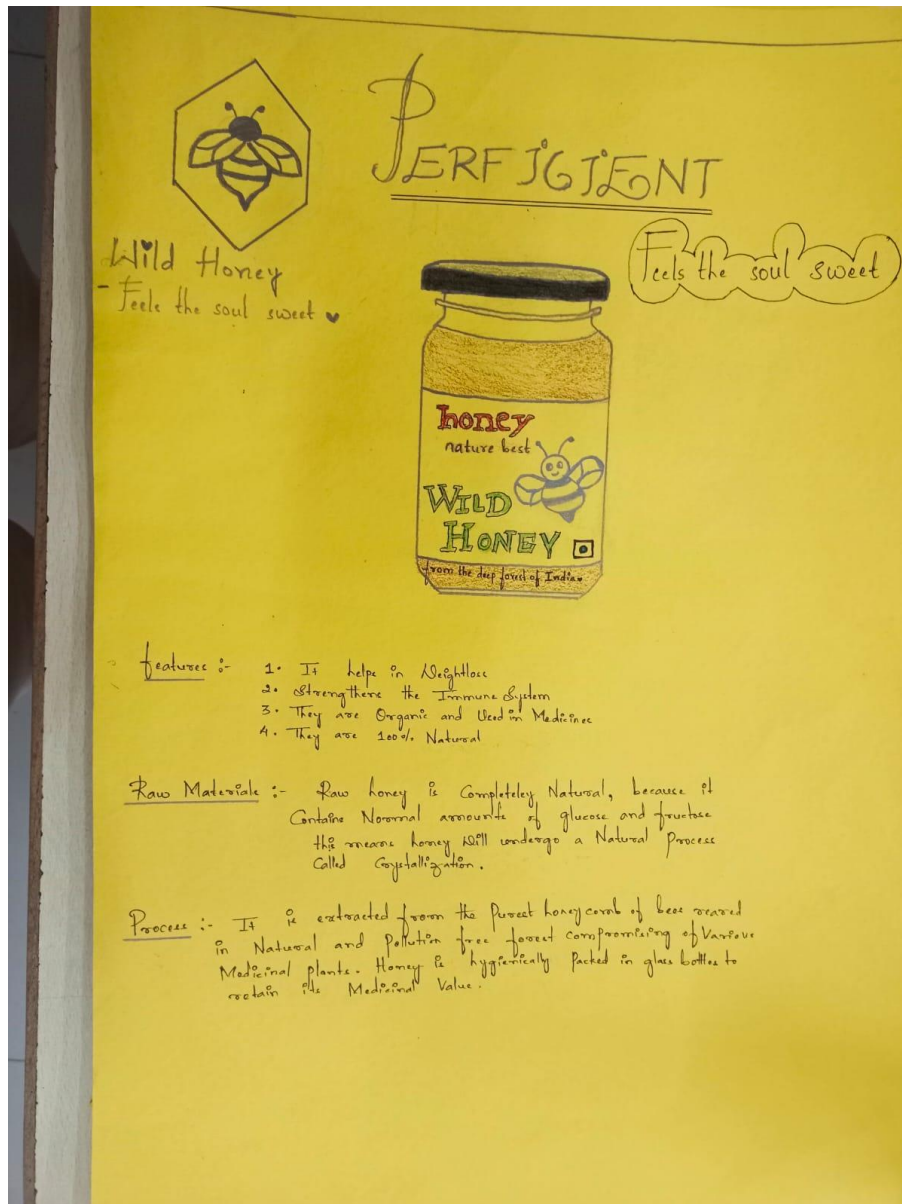 PERFICIENT
Wild Honey
- Feels the soul sweet
Feels the soul sweet
honey
nature best
WILD
HONEY
from the deep forest of Indian
Features :-
1. It helps in Weightloss
2. Strengthens the Immune System
3. They are Organic and Used in Medicines
4. They are 100% Natural
Raw Materials :- Raw honey is Completeley Natural, because it
Contains Normal amounts of glucose and fructose
this means honey Will undergo a Natural Process
Called Crystallization.
Process :- It is extracted from the Purest honeycomb of bees reared
in Natural and Pollution free forest compromising of Various
Medicinal plants. Honey is hygienically Packed in glass bottles to
retain its Medicinal Value.